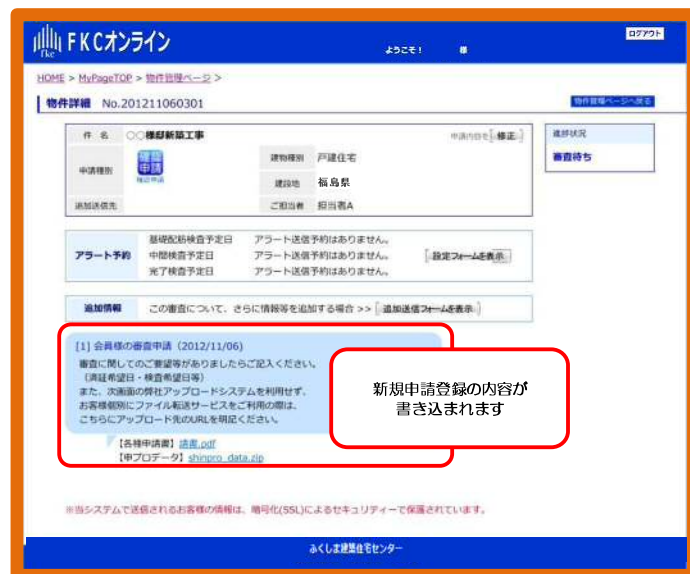 Fkc FKCオンライン
ようこそ! 様
ログアウト
HOME > MyPageTOP > 物件管理ページ >
物件詳細 No.201211060301
物件管理ページへ戻る
件 名 〇〇様邸新築工事 申請内容を[修正]
申請種別 確認申請 確認申請 建物種別 戸建住宅
建設地 福島県
追加送信先 ご担当者 担当者A
進捗状況
審査待ち
アラート予約
基礎配筋検査予定日 アラート送信予約はありません。
中間検査予定日 アラート送信予約はありません。 [設定フォームを表示]
完了検査予定日 アラート送信予約はありません。
追加情報 この審査について、さらに情報等を追加する場合 >> [追加送信フォームを表示]
[1] 会員様の審査申請（2012/11/06）
審査に関してのご要望等がありましたらご記入ください。
（済証希望日・検査希望日等）
また、次画面の弊社アップロードシステムを利用せず、
お客様個別にファイル転送サービスをご利用の際は、
こちらにアップロード先のURLを明記ください。
【各種申請書】請書.pdf
【申プロデータ】shinpro_data.zip
新規申請登録の内容が
書き込まれます
※当システムで送信されるお客様の情報は、暗号化(SSL)によるセキュリティーで保護されています。
ふくしま建築住宅センター